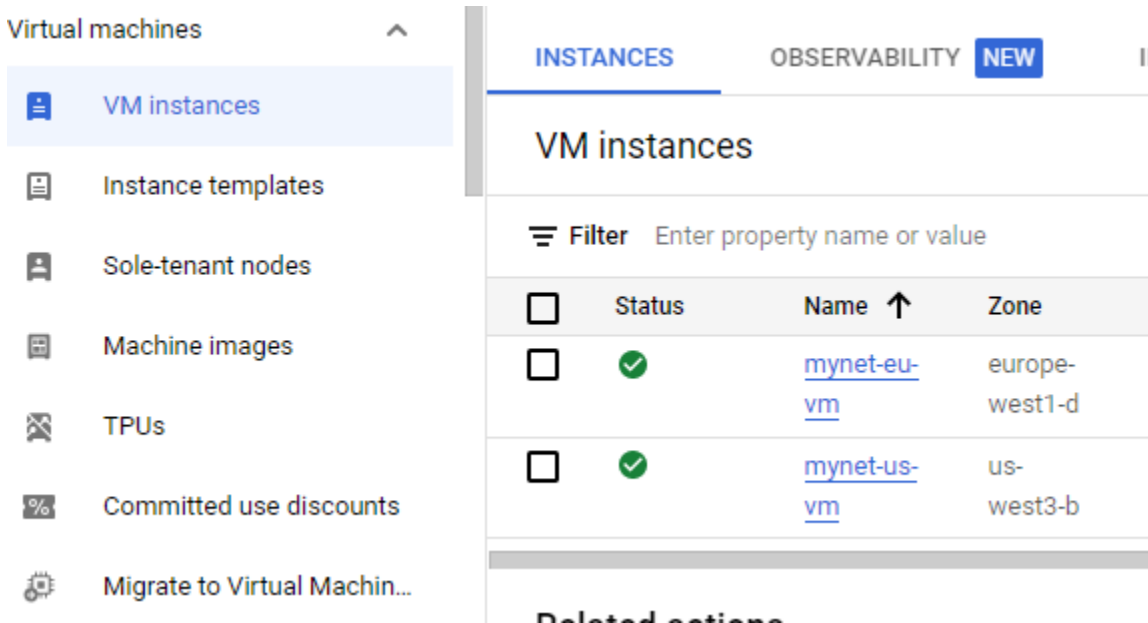 Virtual machines
VM instances
Instance templates
Sole-tenant nodes
Machine images
TPUs
Committed use discounts
Migrate to Virtual Machin...
INSTANCES OBSERVABILITY NEW
VM instances
Filter Enter property name or value
Status Name Zone
mynet-eu- europe-
vm west1-d
mynet-us- us-
vm west3-b
Related actions